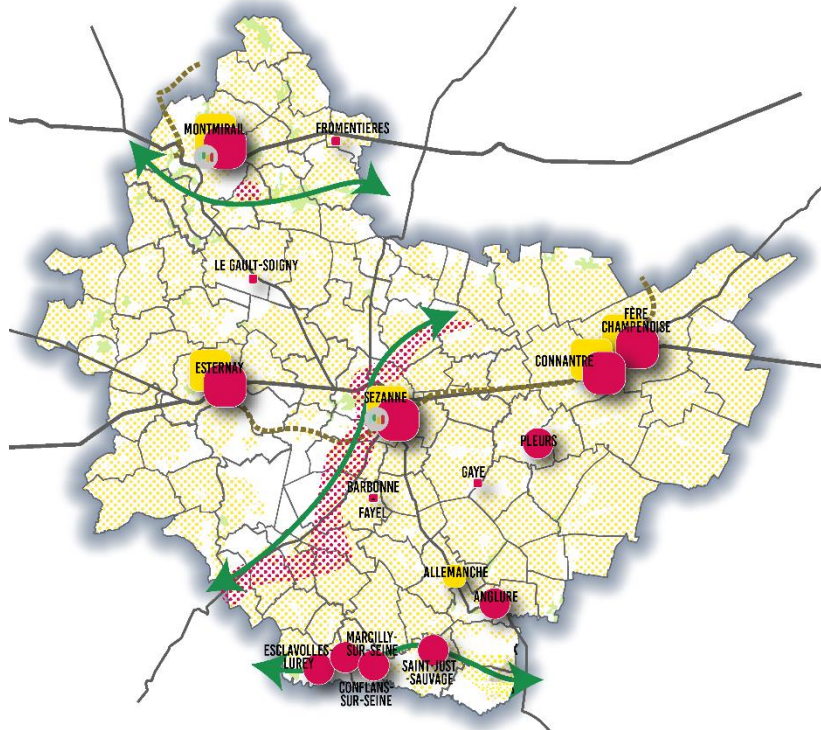 MONTMIRAIL
FROMENTIERES
LE GAULT-SOIGNY
FÈRE
CHAMPENOISE
CONNANTRE
ESTERNAY
SEZANNE
PLEURS
GAYE
BARBONNE
FAYEL
ALLEMANCHE
ANGLURE
MARCILLY-
SUR-SEINE
ESCLAVOLLES-
LUREY
SAINT-JUST
-SAUVAGE
CONFLANS-
SUR-SEINE